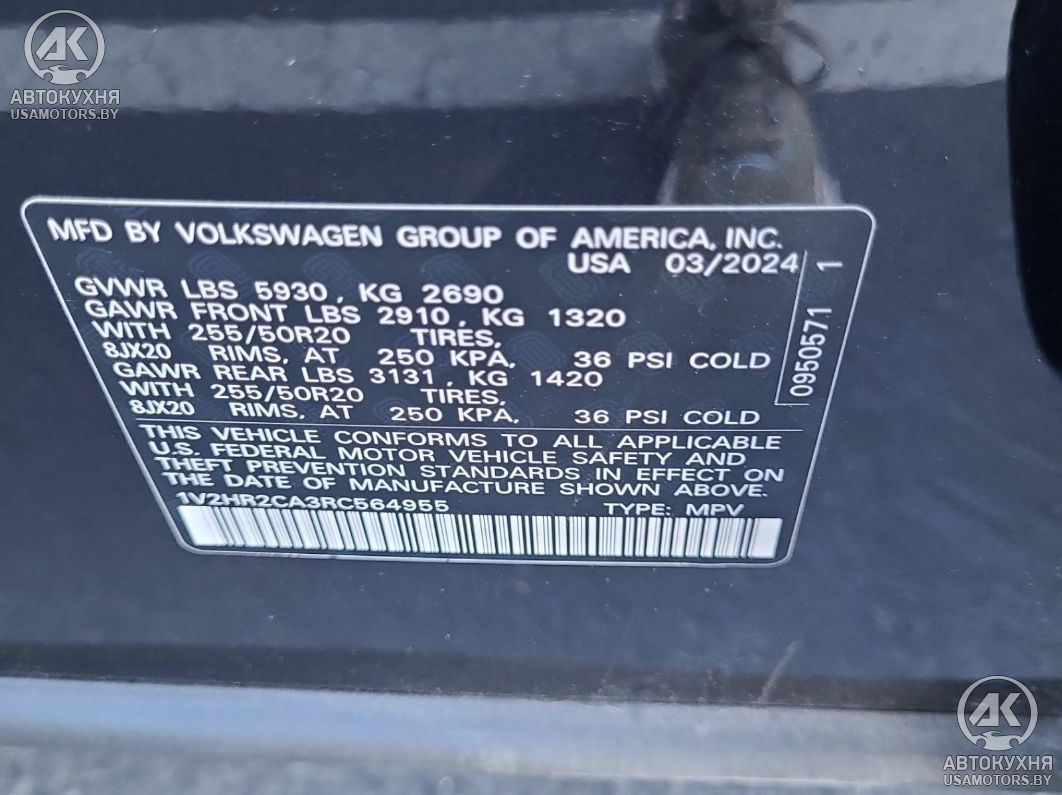 AK
АВТОКУХНЯ
USAMOTORS.BY
MFD BY VOLKSWAGEN GROUP OF AMERICA, INC.
USA 03/2024
GVWR LBS 5930, KG 2690
GAWR FRONT LBS 2910, KG 1320
WITH 255/50R20 TIRES,
8JX20 RIMS, AT 250 KPA, 36 PSI COLD
GAWR REAR LBS 3131, KG 1420
WITH 255/50R20 TIRES,
8JX20 RIMS, AT 250 KPA, 36 PSI COLD
0950571 1
THIS VEHICLE CONFORMS TO ALL APPLICABLE
U.S. FEDERAL MOTOR VEHICLE SAFETY AND
THEFT PREVENTION STANDARDS IN EFFECT ON
THE DATE OF MANUFACTURE SHOWN ABOVE.
1V2HR2CA3RC564955 TYPE: MPV
AK
АВТОКУХНЯ
USAMOTORS.BY